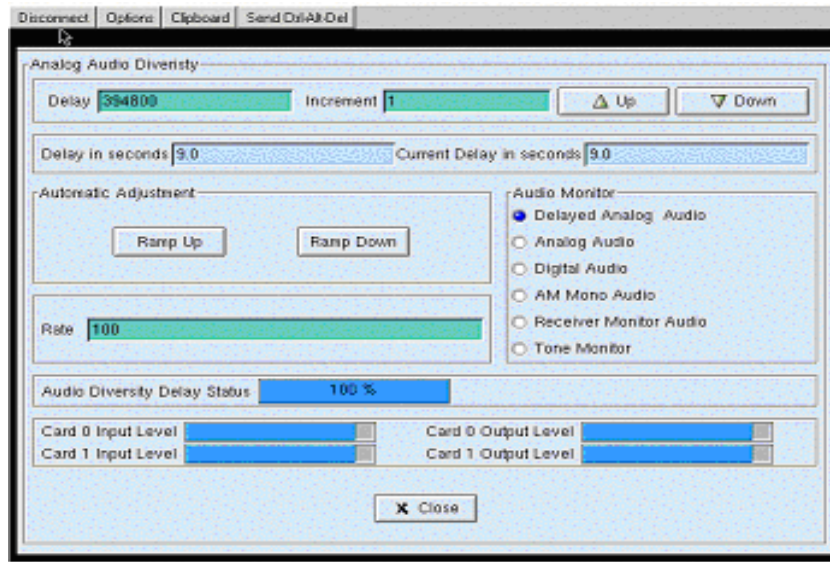 Disconnect Options Clipboard Send Ctrl-Alt-Del
Analog Audio Diveristy
Delay 394800 Increment 1 Up Down
Delay in seconds 9.0 Current Delay in seconds 9.0
Automatic Adjustment
Ramp Up Ramp Down
Audio Monitor
Delayed Analog Audio
Analog Audio
Digital Audio
AM Mono Audio
Receiver Monitor Audio
Tone Monitor
Rate 100
Audio Diversity Delay Status 100 %
Card 0 Input Level Card 0 Output Level
Card 1 Input Level Card 1 Output Level
Close